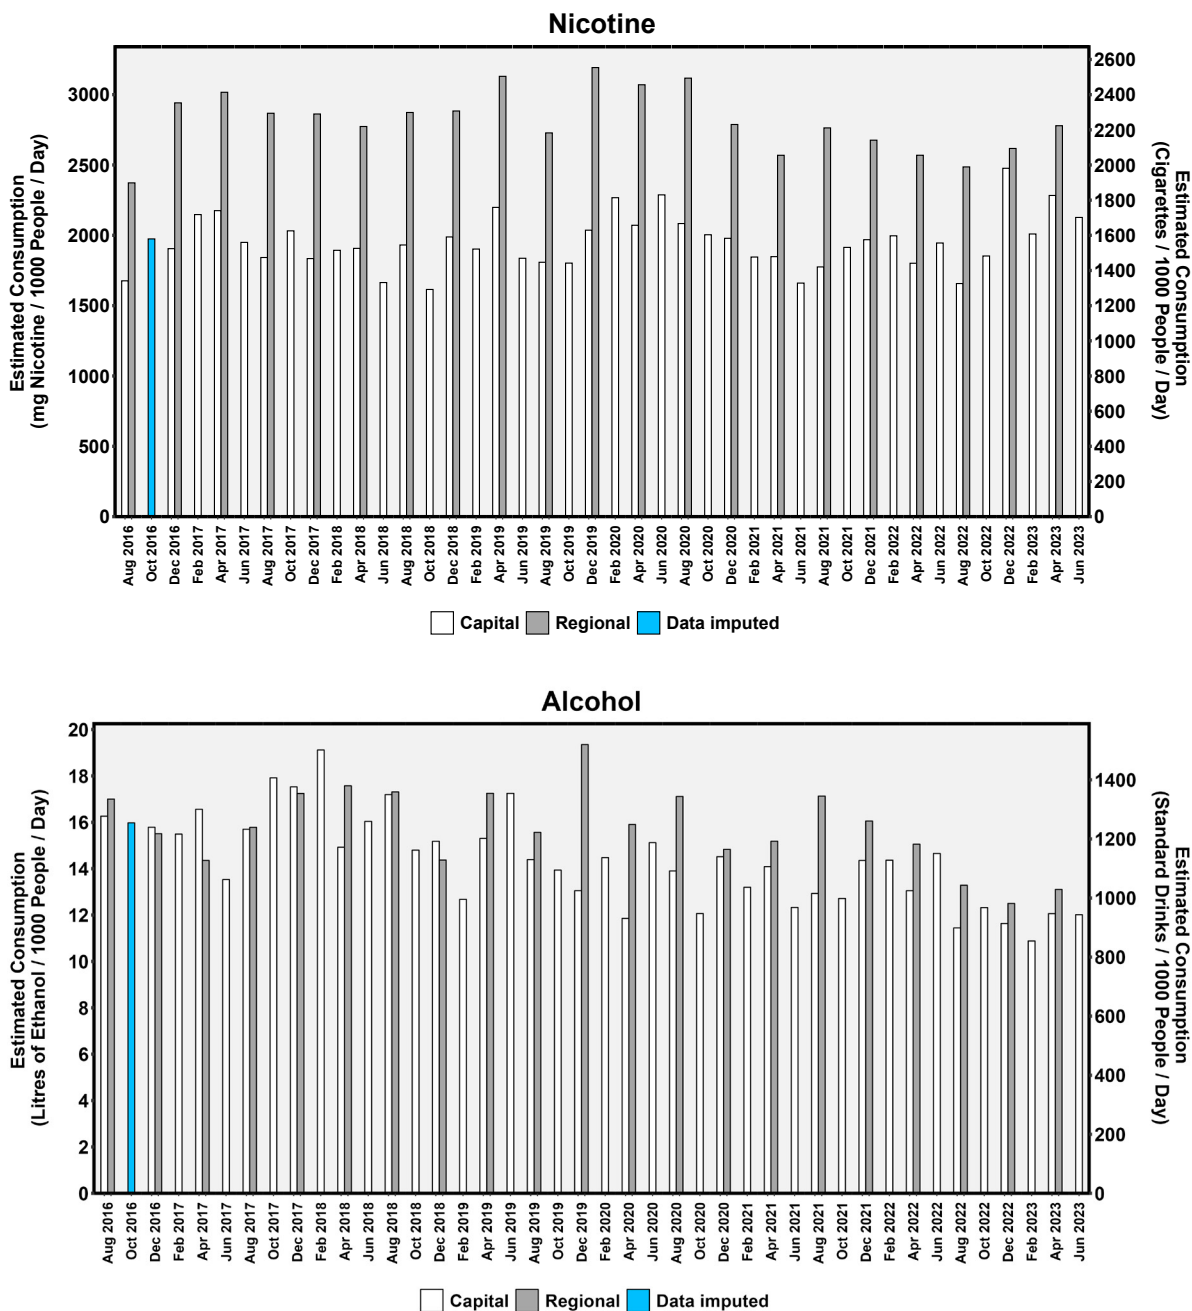 Nicotine
Estimated Consumption
(mg Nicotine / 1000 People / Day)
3000
2500
2000
1500
1000
500
0
2600
2400
2200
2000
1800
1600
1400
1200
1000
800
600
400
200
0
Estimated Consumption
(Cigarettes / 1000 People / Day)
Aug 2016
Oct 2016
Dec 2016
Feb 2017
Apr 2017
Jun 2017
Aug 2017
Oct 2017
Dec 2017
Feb 2018
Apr 2018
Jun 2018
Aug 2018
Oct 2018
Dec 2018
Feb 2019
Apr 2019
Jun 2019
Aug 2019
Oct 2019
Dec 2019
Feb 2020
Apr 2020
Jun 2020
Aug 2020
Oct 2020
Dec 2020
Feb 2021
Apr 2021
Jun 2021
Aug 2021
Oct 2021
Dec 2021
Feb 2022
Apr 2022
Jun 2022
Aug 2022
Oct 2022
Dec 2022
Feb 2023
Apr 2023
Jun 2023
Capital Regional Data imputed
Alcohol
Estimated Consumption
(Litres of Ethanol / 1000 People / Day)
20
18
16
14
12
10
8
6
4
2
0
1400
1200
1000
800
600
400
200
0
Estimated Consumption
(Standard Drinks / 1000 People / Day)
Aug 2016
Oct 2016
Dec 2016
Feb 2017
Apr 2017
Jun 2017
Aug 2017
Oct 2017
Dec 2017
Feb 2018
Apr 2018
Jun 2018
Aug 2018
Oct 2018
Dec 2018
Feb 2019
Apr 2019
Jun 2019
Aug 2019
Oct 2019
Dec 2019
Feb 2020
Apr 2020
Jun 2020
Aug 2020
Oct 2020
Dec 2020
Feb 2021
Apr 2021
Jun 2021
Aug 2021
Oct 2021
Dec 2021
Feb 2022
Apr 2022
Jun 2022
Aug 2022
Oct 2022
Dec 2022
Feb 2023
Apr 2023
Jun 2023
Capital Regional Data imputed